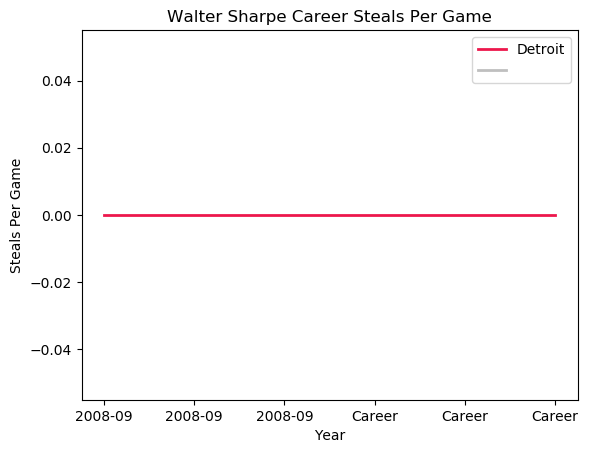 Walter Sharpe Career Steals Per Game
Detroit
0.04
0.02
0.00
−0.02
−0.04
Steals Per Game
2008-09 2008-09 2008-09 Career Career Career
Year